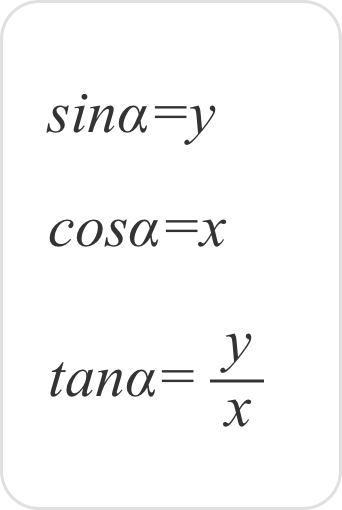 sinα=y
cosα=x
tanα= y/x